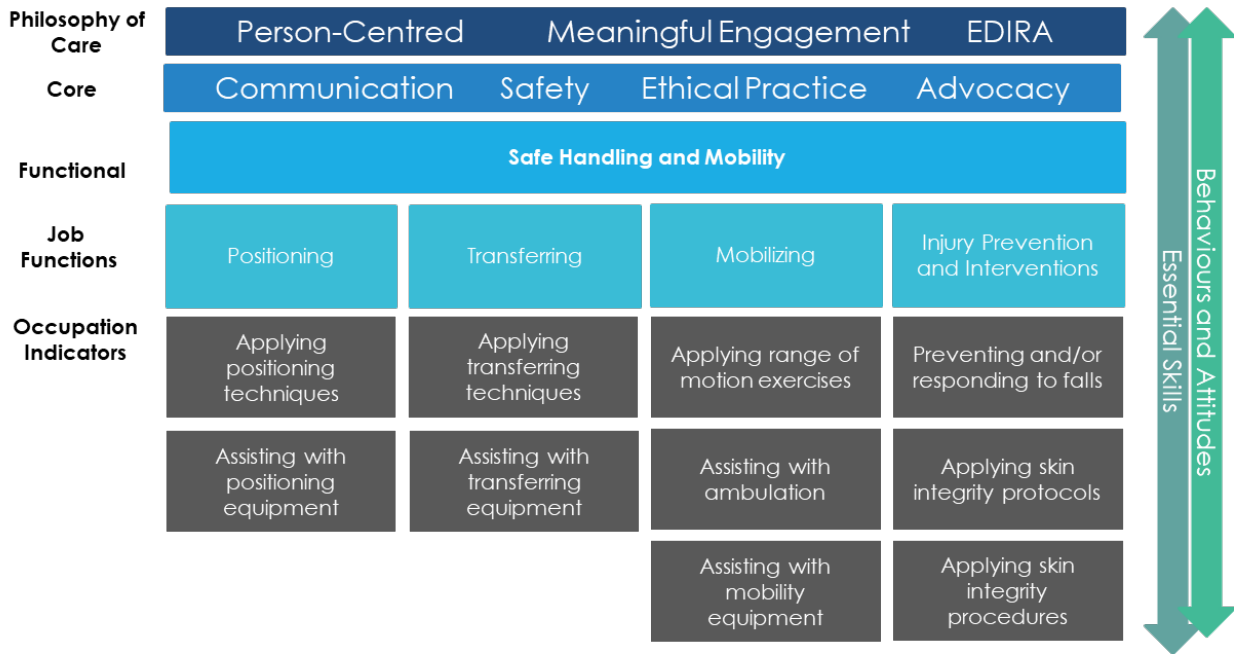 Philosophy of
Care
Person-Centred Meaningful Engagement EDIRA
Core
Communication Safety Ethical Practice Advocacy
Functional
Safe Handling and Mobility
Job
Functions
Positioning
Transferring
Mobilizing
Injury Prevention
and Interventions
Occupation
Indicators
Applying
positioning
techniques
Applying
transferring
techniques
Applying range of
motion exercises
Preventing and/or
responding to falls
Assisting with
positioning
equipment
Assisting with
transferring
equipment
Assisting with
ambulation
Applying skin
integrity protocols
Assisting with
mobility
equipment
Applying skin
integrity
procedures
Essential Skills
Behaviours and Attitudes